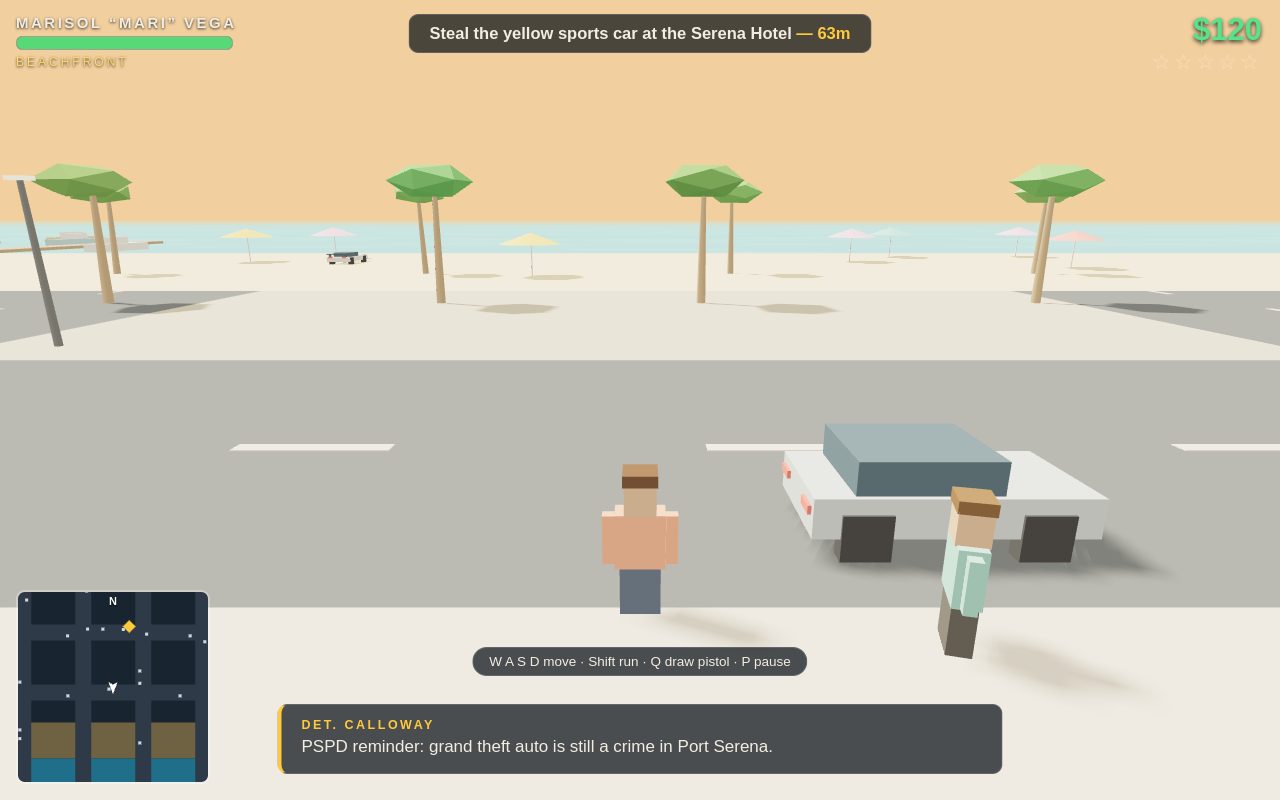 MARISOL “MARI” VEGA
BEACHFRONT
Steal the yellow sports car at the Serena Hotel — 63m
$120
N
W A S D move · Shift run · Q draw pistol · P pause
DET. CALLOWAY
PSPD reminder: grand theft auto is still a crime in Port Serena.